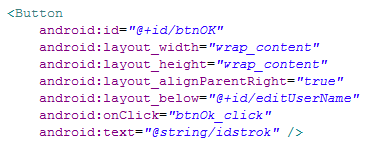 <Button
android:id="@+id/btnOK"
android:layout_width="wrap_content"
android:layout_height="wrap_content"
android:layout_alignParentRight="true"
android:layout_below="@+id/editUserName"
android:onClick="btnOk_click"
android:text="@string/idstrok" />